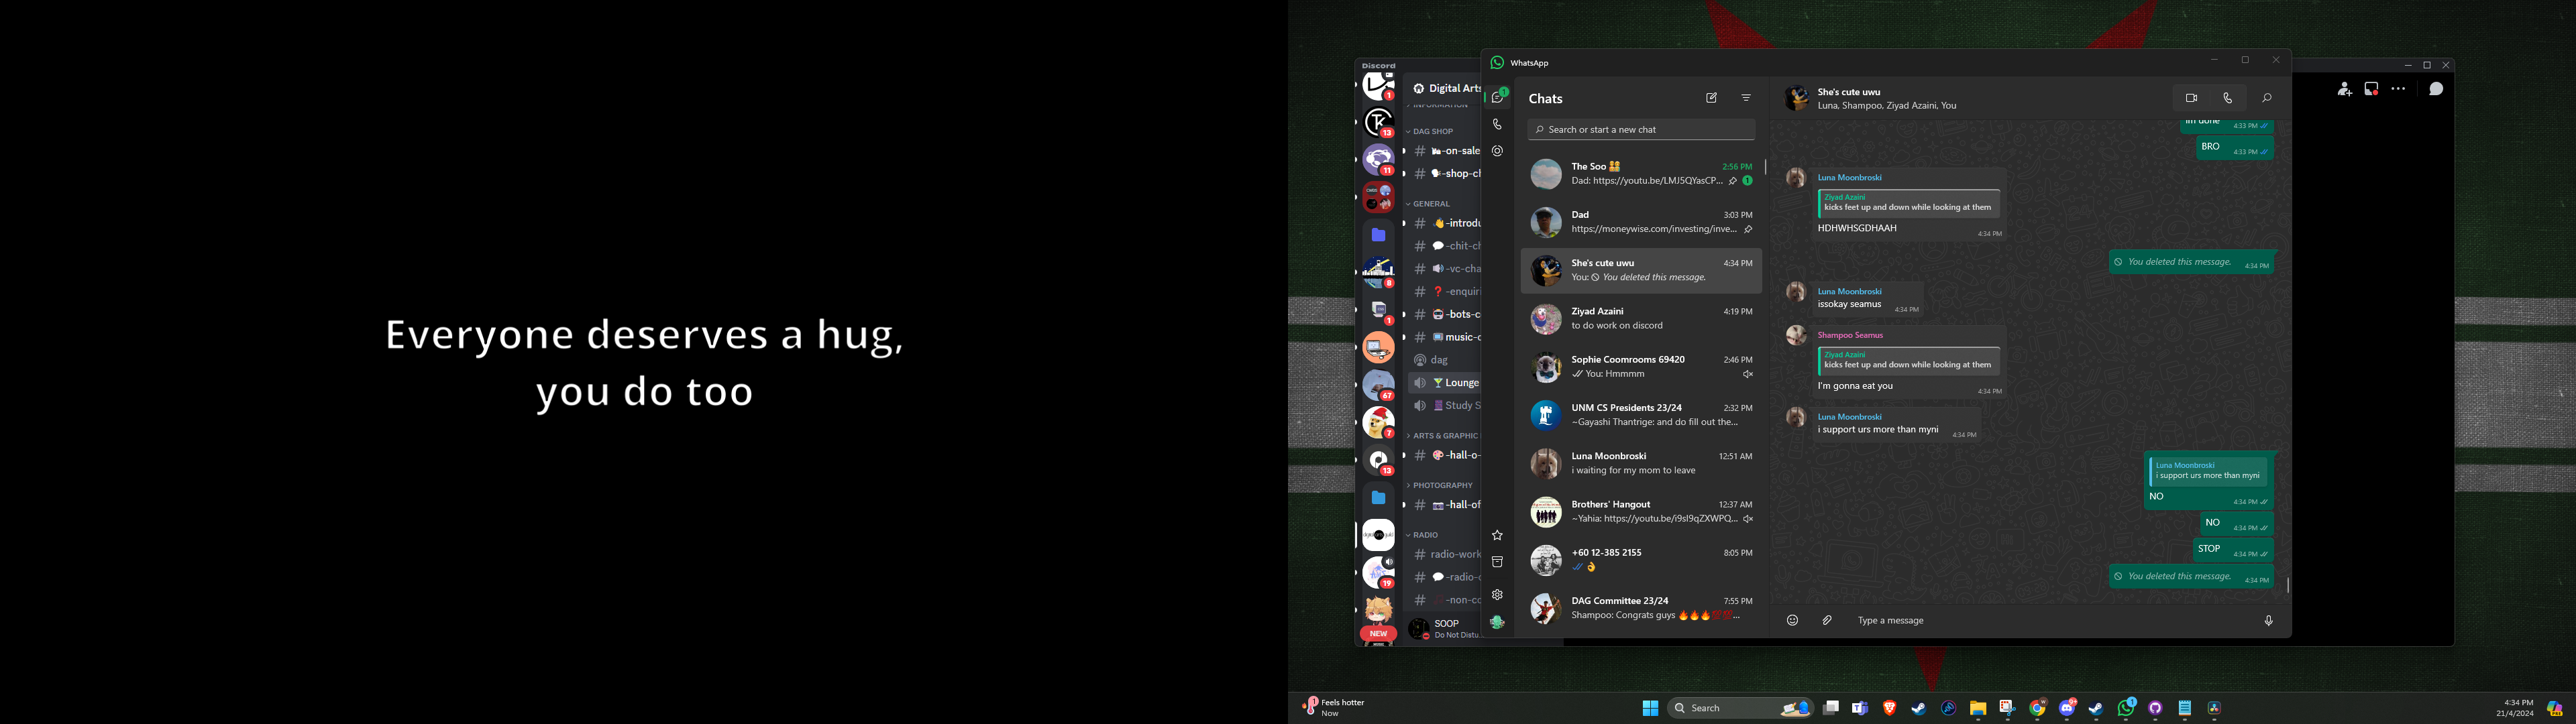 Everyone deserves a hug,
you do too
Discord
1
13
11
8
1
67
7
13
19
NEW
Digital Arts
INFORMATION
DAG SHOP
-on-sale
-shop-ch
GENERAL
-introdu
-chit-ch
-vc-cha
-enquiri
-bots-c
music-c
dag
Lounge
Study S
ARTS & GRAPHIC
-hall-o-
PHOTOGRAPHY
-hall-of
RADIO
radio-work
-radio-c
-non-co
SOOP
Do Not Distu...
WhatsApp
1
Chats
Search or start a new chat
The Soo 2:56 PM
Dad: https://youtu.be/LMJ5QYasCP... 1
Dad 3:03 PM
https://moneywise.com/investing/inve...
She's cute uwu 4:34 PM
You: 🚫 You deleted this message.
Ziyad Azaini 4:19 PM
to do work on discord
Sophie Coomrooms 69420 2:46 PM
You: Hmmmm
UNM CS Presidents 23/24 2:32 PM
~Gayashi Thantrige: and do fill out the...
Luna Moonbroski 12:51 AM
i waiting for my mom to leave
Brothers' Hangout 12:37 AM
~Yahia: https://youtu.be/i9sI9qZXWPQ...
+60 12-385 2155 8:05 PM
👌
DAG Committee 23/24 7:55 PM
Shampoo: Congrats guys 🔥🔥🔥💯💯...
She's cute uwu
Luna, Shampoo, Ziyad Azaini, You
im done 4:33 PM
BRO 4:33 PM
Luna Moonbroski
Ziyad Azaini
kicks feet up and down while looking at them
HDHWHSGDHAAH 4:34 PM
You deleted this message. 4:34 PM
Luna Moonbroski
issokay seamus 4:34 PM
Shampoo Seamus
Ziyad Azaini
kicks feet up and down while looking at them
I'm gonna eat you 4:34 PM
Luna Moonbroski
i support urs more than myni 4:34 PM
Luna Moonbroski
i support urs more than myni
NO 4:34 PM
NO 4:34 PM
STOP 4:34 PM
You deleted this message. 4:34 PM
Type a message
Feels hotter
Now
Search
4:34 PM
21/4/2024